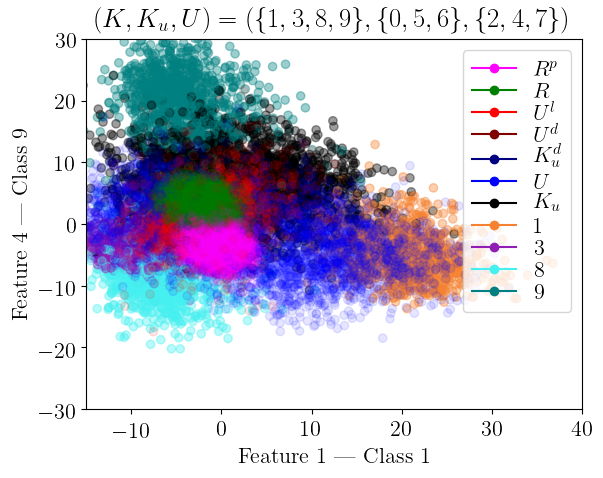 (K, K_u, U) = ({1, 3, 8, 9}, {0, 5, 6}, {2, 4, 7})
30
20
10
0
−10
−20
−30
Feature 4 — Class 9
R^p
R
U^l
U^d
K_u^d
U
K_u
1
3
8
9
−10
0
10
20
30
40
Feature 1 — Class 1